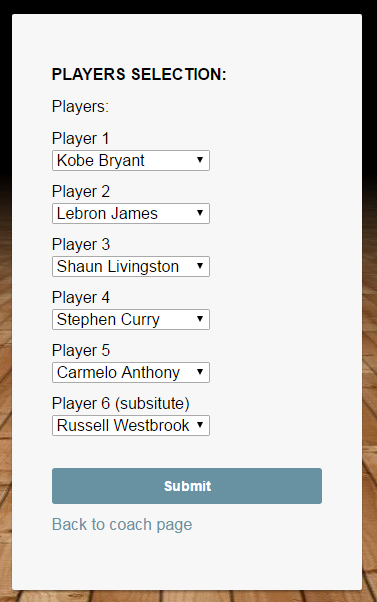 PLAYERS SELECTION:
Players:
Player 1
Kobe Bryant
Player 2
Lebron James
Player 3
Shaun Livingston
Player 4
Stephen Curry
Player 5
Carmelo Anthony
Player 6 (subsitute)
Russell Westbrook
Submit
Back to coach page